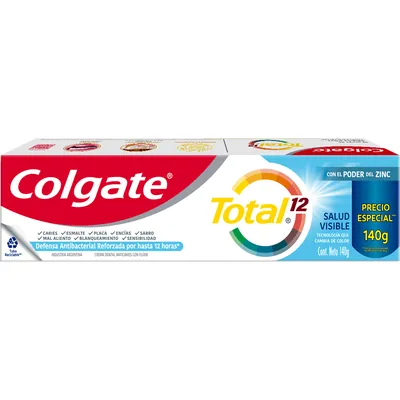 Colgate®
✓CARIES ✓ESMALTE ✓PLACA ✓ENCÍAS ✓SARRO
✓MAL ALIENTO ✓BLANQUEAMIENTO ✓SENSIBILIDAD
Defensa Antibacterial Reforzada por hasta 12 horas*
INDUSTRIA ARGENTINA
CREMA DENTAL ANTICARIES CON FLÚOR
Tubo
Reciclable
Total 12®
CON EL PODER DEL ZINC
SALUD
VISIBLE
TECNOLOGÍA QUE
CAMBIA DE COLOR
Cont. Neto 140g
PRECIO
ESPECIAL
140g